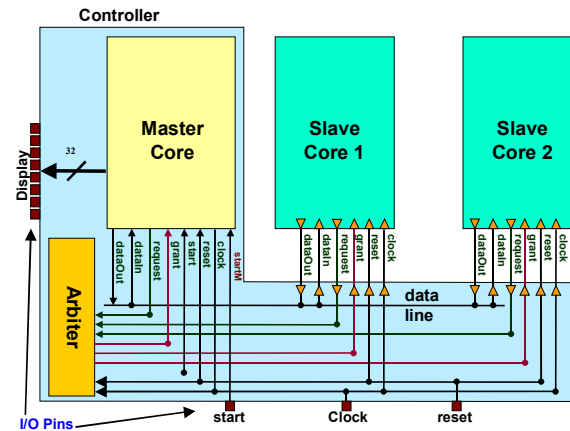 Controller
Master
Core
Slave
Core 1
Slave
Core 2
32
Display
dataOut
dataIn
request
grant
start
reset
clock
startM
dataOut
dataIn
request
grant
reset
clock
dataOut
dataIn
request
grant
reset
clock
Arbiter
data
line
I/O Pins
start
Clock
reset